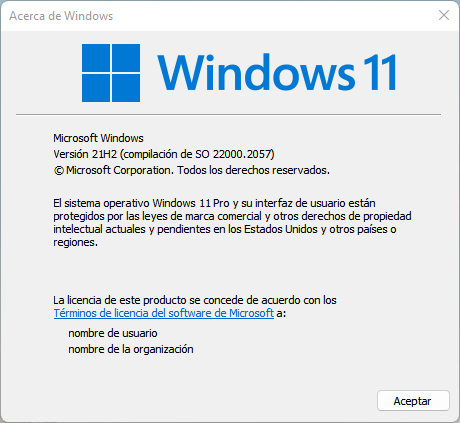 Acerca de Windows
Windows 11
Microsoft Windows
Versión 21H2 (compilación de SO 22000.2057)
© Microsoft Corporation. Todos los derechos reservados.
El sistema operativo Windows 11 Pro y su interfaz de usuario están
protegidos por las leyes de marca comercial y otros derechos de propiedad
intelectual actuales y pendientes en los Estados Unidos y otros países o
regiones.
La licencia de este producto se concede de acuerdo con los
Términos de licencia del software de Microsoft a:
nombre de usuario
nombre de la organización
Aceptar